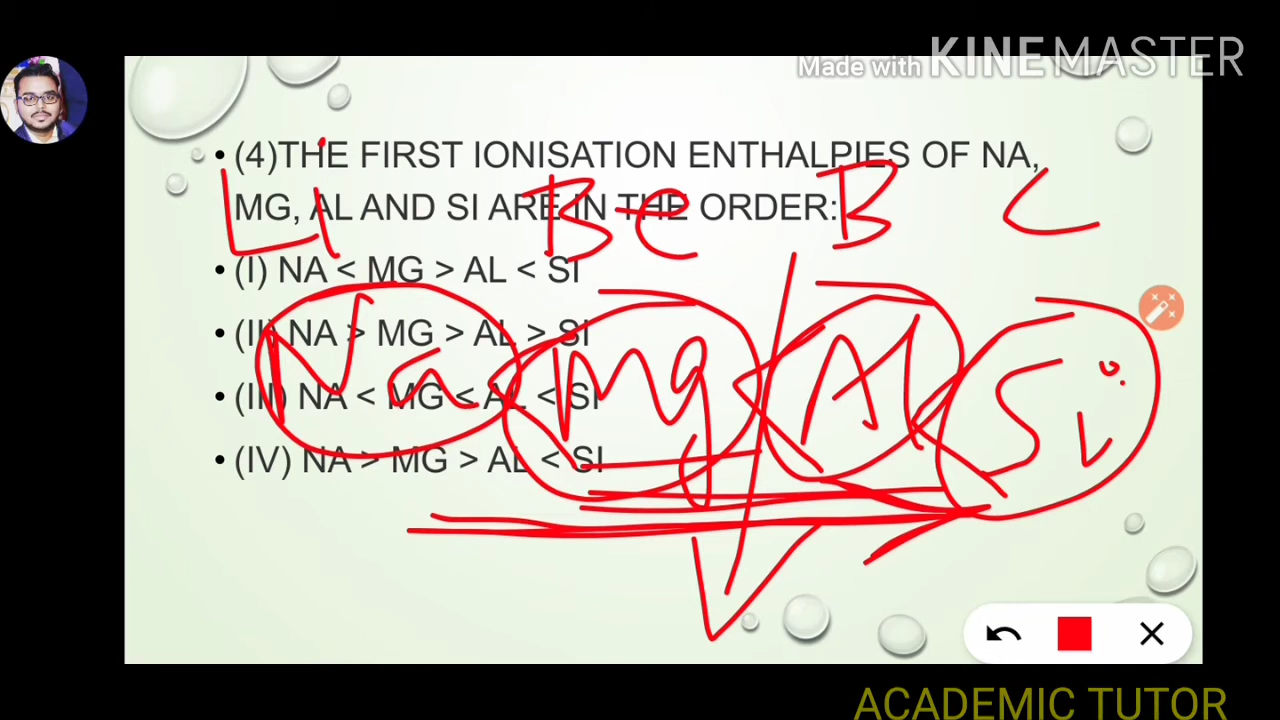 Made with KINEMASTER
• (4)THE FIRST IONISATION ENTHALPIES OF NA,
MG, AL AND SI ARE IN THE ORDER:
Li Be B C
• (I) NA < MG > AL < SI
• (II) NA > MG > AL > SI
Na < Mg < Al < Si
• (III) NA < MG < AL < SI
• (IV) NA > MG > AL < SI
ACADEMIC TUTOR